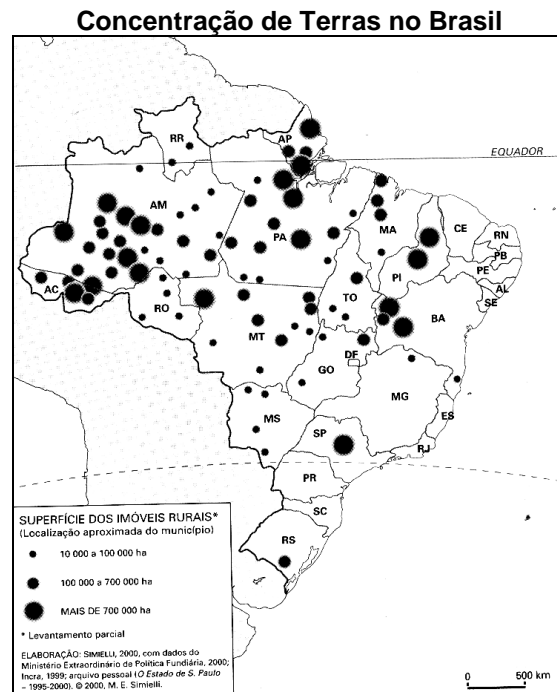 Concentração de Terras no Brasil
RR
AP
EQUADOR
AM
PA
MA
CE
RN
PB
PE
AL
SE
PI
AC
RO
TO
BA
MT
DF
GO
MG
ES
MS
SP
RJ
PR
SC
RS
SUPERFÍCIE DOS IMÓVEIS RURAIS*
(Localização aproximada do município)
10 000 a 100 000 ha
100 000 a 700 000 ha
MAIS DE 700 000 ha
* Levantamento parcial
ELABORAÇÃO: SIMIELLI, 2000, com dados do
Ministério Extraordinário de Política Fundiária, 2000;
Incra, 1999; arquivo pessoal (O Estado de S. Paulo
– 1995-2000). © 2000, M. E. Simielli.
0 500 km